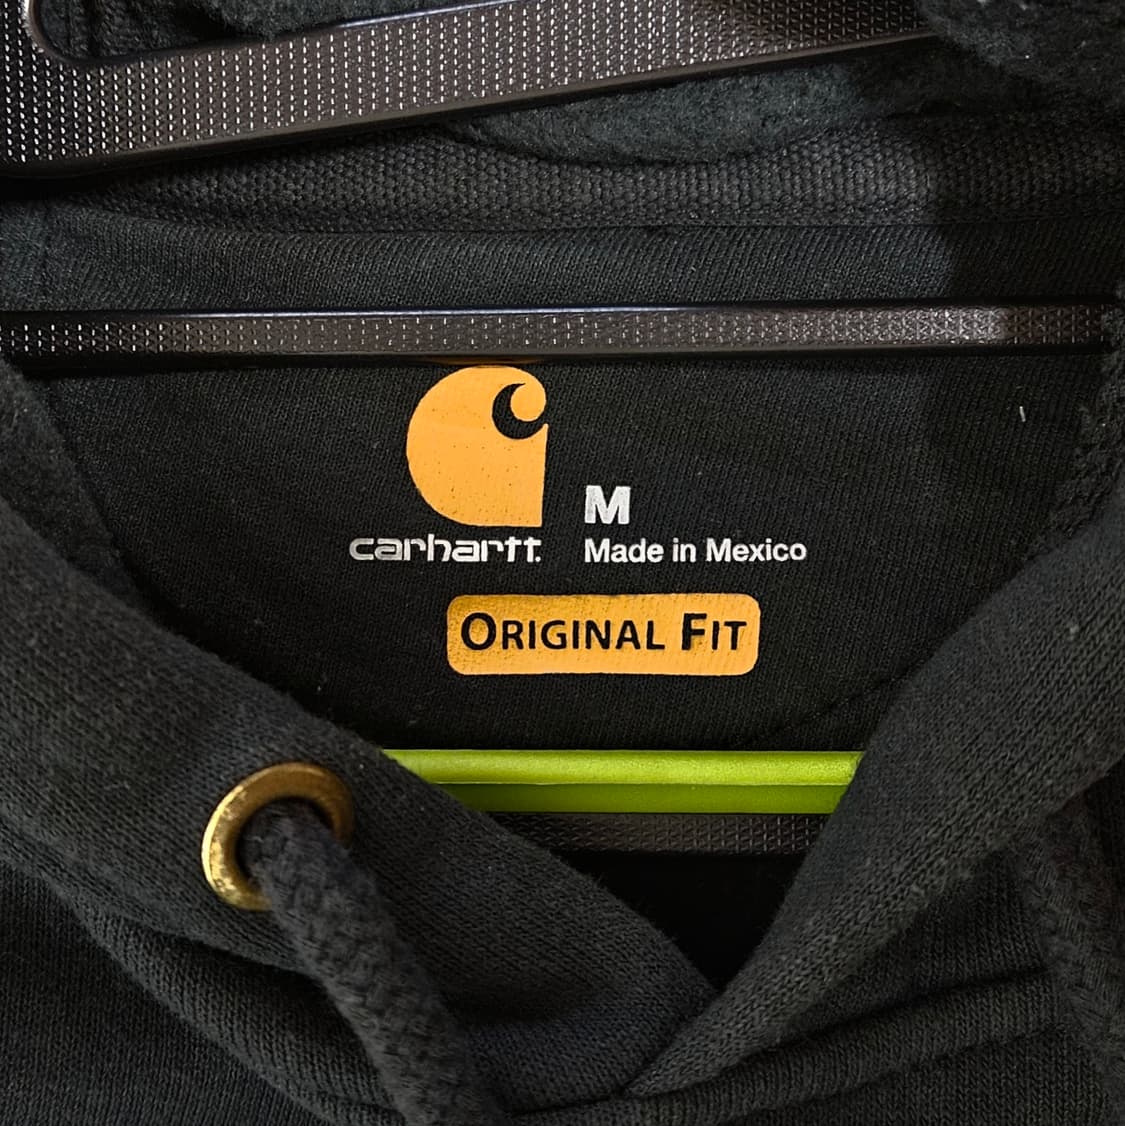 M
carhartt.
Made in Mexico
ORIGINAL FIT